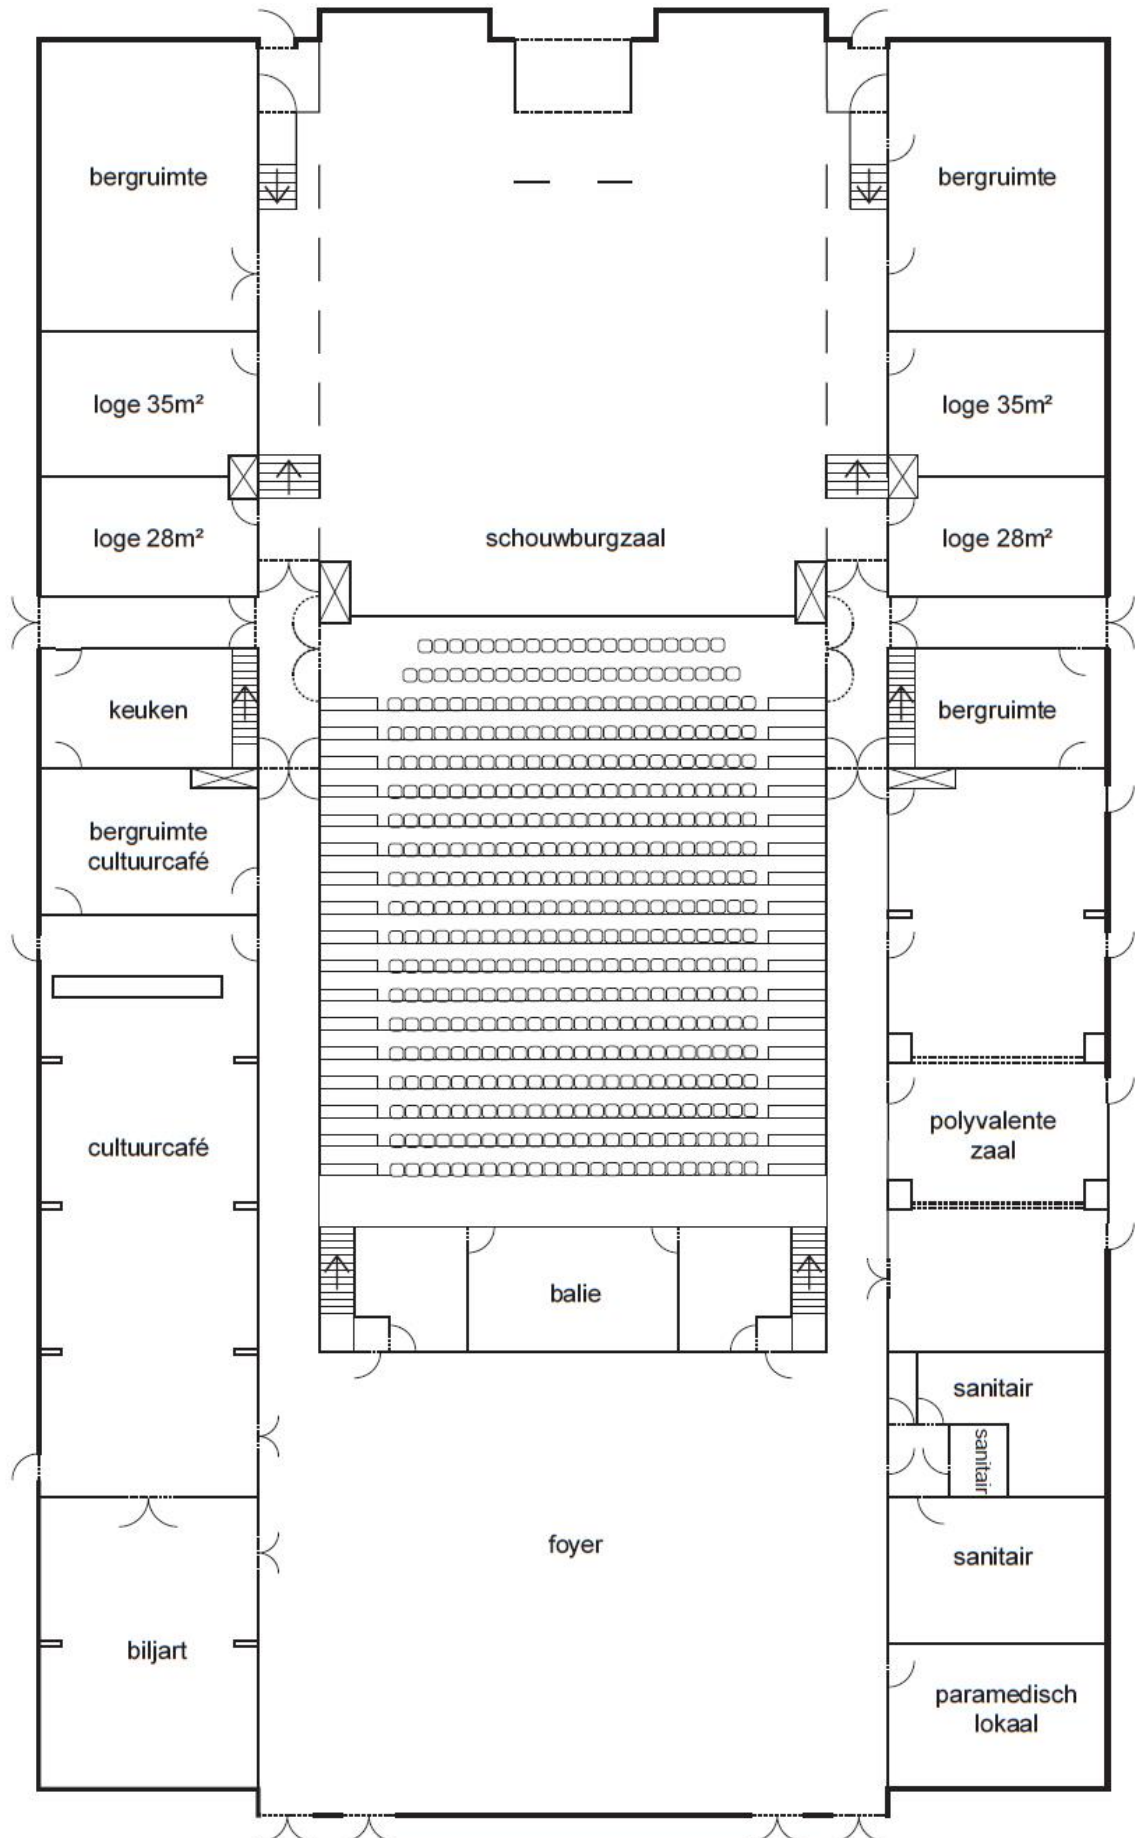 bergruimte
bergruimte
loge 35m²
loge 35m²
loge 28m²
schouwburgzaal
loge 28m²
keuken
bergruimte
bergruimte
cultuurcafé
cultuurcafé
polyvalente
zaal
balie
sanitair
sanitair
foyer
sanitair
biljart
paramedisch
lokaal